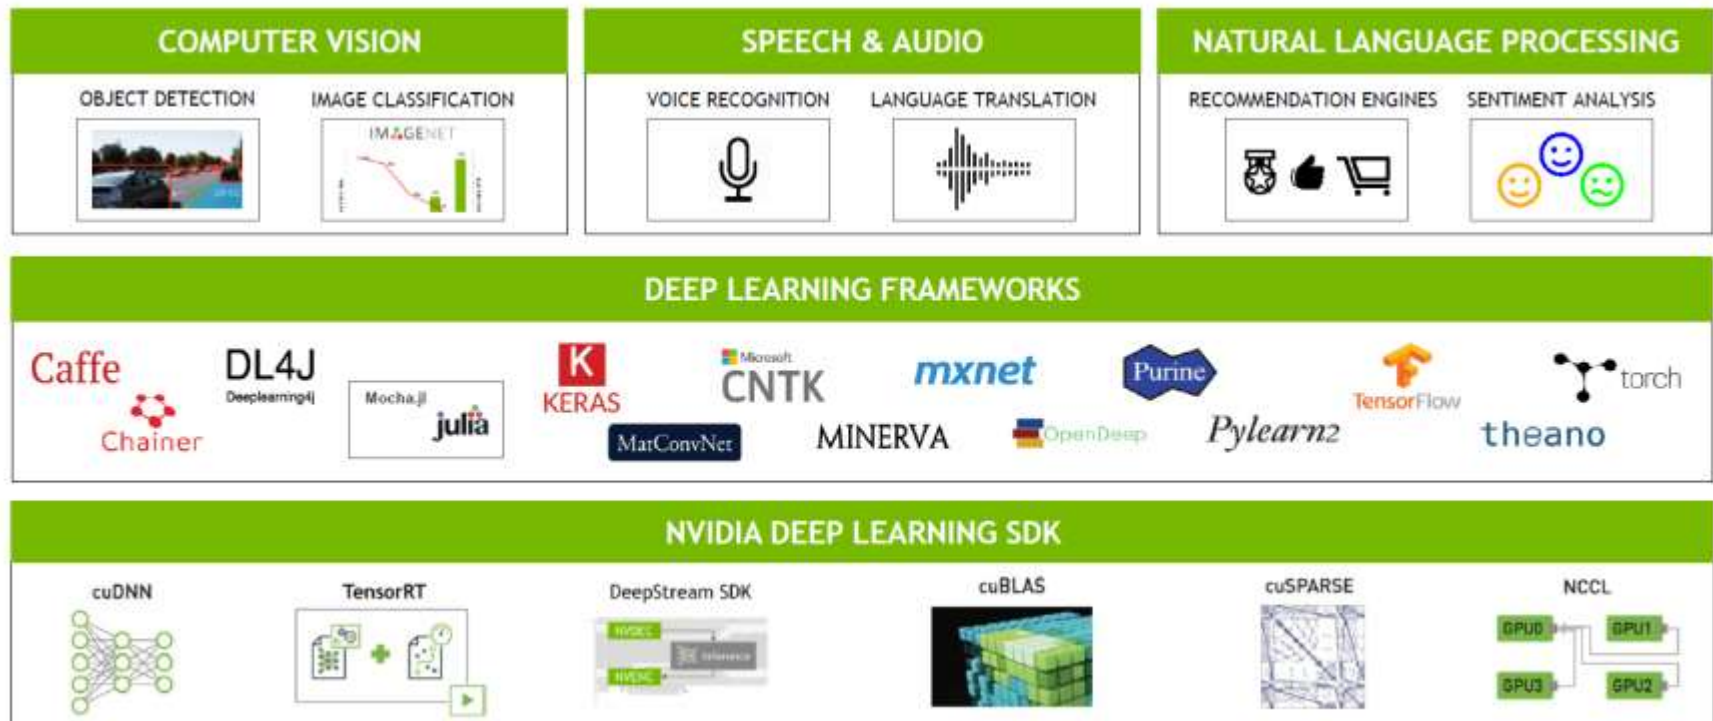 COMPUTER VISION
OBJECT DETECTION
IMAGE CLASSIFICATION
IMAGENET
SPEECH & AUDIO
VOICE RECOGNITION
LANGUAGE TRANSLATION
NATURAL LANGUAGE PROCESSING
RECOMMENDATION ENGINES
SENTIMENT ANALYSIS
DEEP LEARNING FRAMEWORKS
Caffe
Chainer
DL4J
Deeplearning4j
Mocha.jl
julia
K
KERAS
MatConvNet
Microsoft
CNTK
MINERVA
mxnet
OpenDeep
Purine
Pylearn2
TensorFlow
theano
torch
NVIDIA DEEP LEARNING SDK
cuDNN
TensorRT
DeepStream SDK
NVDEC
Inference
NVENC
cuBLAS
cuSPARSE
NCCL
GPU0
GPU1
GPU3
GPU2